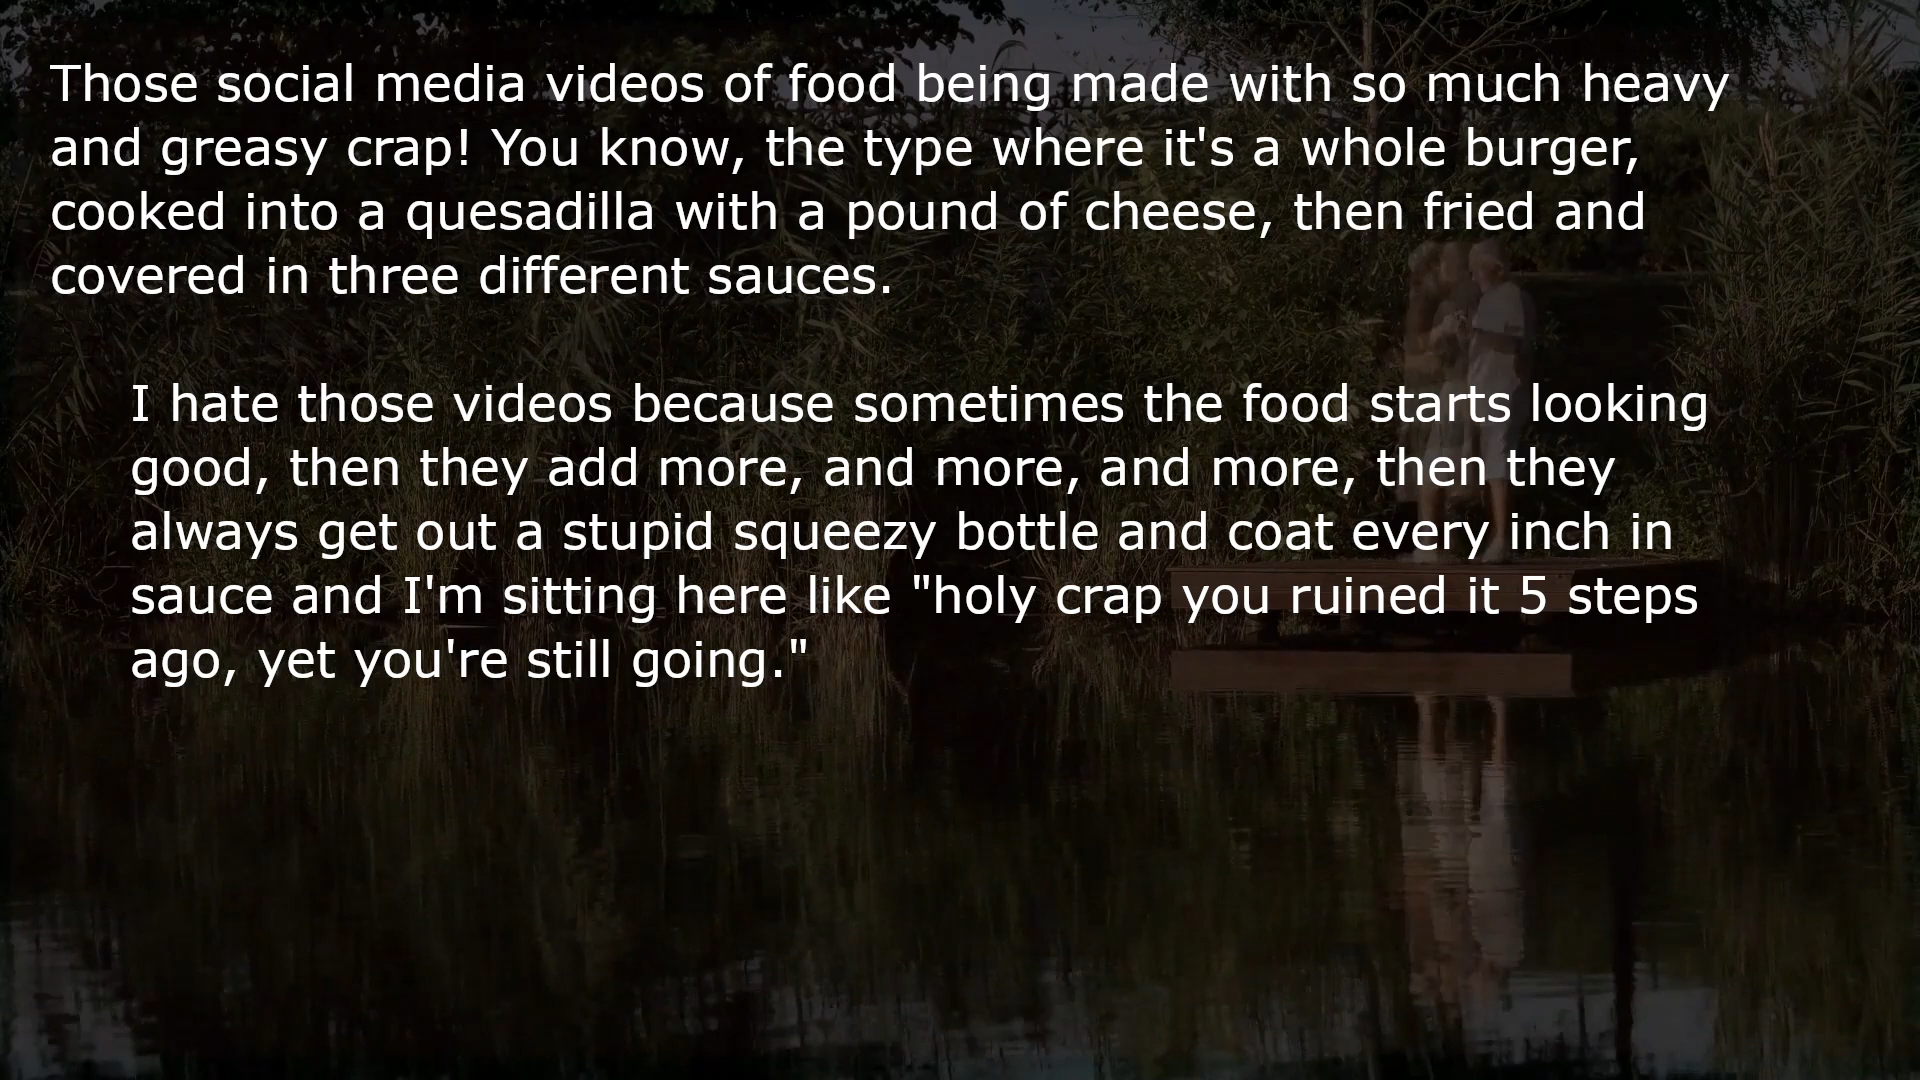 Those social media videos of food being made with so much heavy
and greasy crap! You know, the type where it's a whole burger,
cooked into a quesadilla with a pound of cheese, then fried and
covered in three different sauces.
I hate those videos because sometimes the food starts looking
good, then they add more, and more, and more, then they
always get out a stupid squeezy bottle and coat every inch in
sauce and I'm sitting here like "holy crap you ruined it 5 steps
ago, yet you're still going."